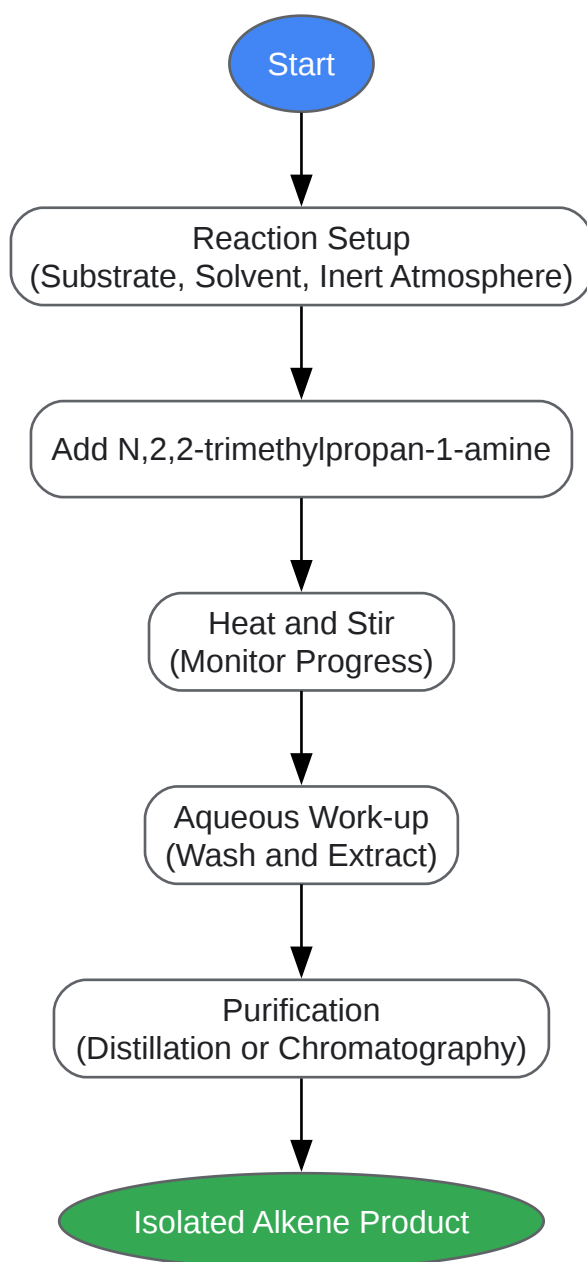 Start
Reaction Setup
(Substrate, Solvent, Inert Atmosphere)
Add N,2,2-trimethylpropan-1-amine
Heat and Stir
(Monitor Progress)
Aqueous Work-up
(Wash and Extract)
Purification
(Distillation or Chromatography)
Isolated Alkene Product